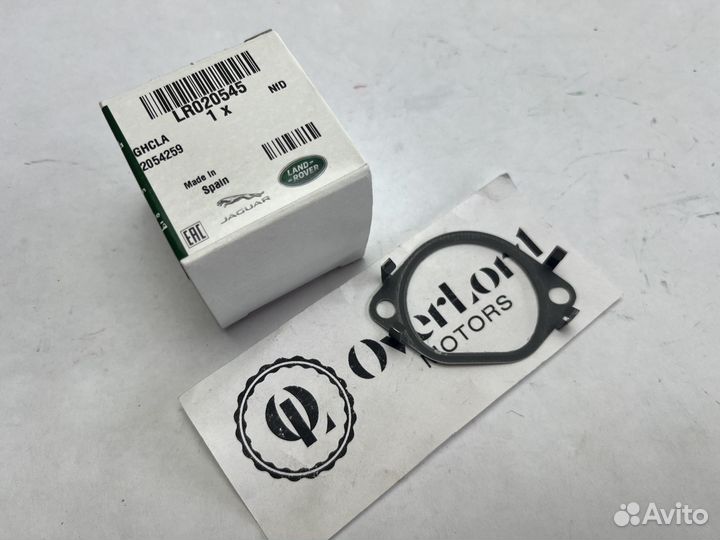 LR020545
1 x
NID
GHCLA
2054259
Made In
Spain
LAND
ROVER
JAGUAR
EAC
OverLord
MOTORS
Avito